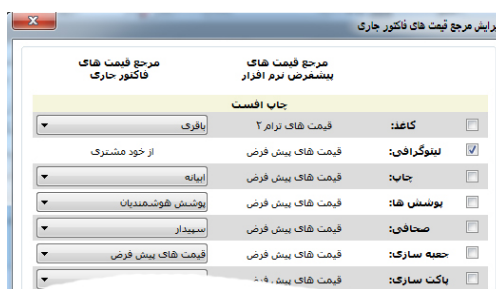 یرایش مرجع قیمت های فاکتور جاری
مرجع قیمت های پیشفرض نرم افزار
مرجع قیمت های فاکتور جاری
چاپ افست
کاغذ: قیمت های ترام۲ باقری
لیتوگرافی: قیمت های پیش فرض از خود مشتری
چاپ: قیمت های پیش فرض ابیانه
پوشش ها: قیمت های پیش فرض پوشش هوشمندیان
صحافی: قیمت های پیش فرض سپیدار
جعبه سازی: قیمت های پیش فرض قیمت های پیش فرض
پاکت سازی: قیمت های پیش فرض